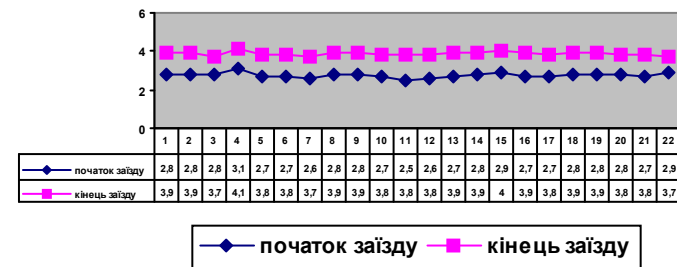 6
4
2
0
1 2 3 4 5 6 7 8 9 10 11 12 13 14 15 16 17 18 19 20 21 22
початок заїзду 2,8 2,8 2,8 3,1 2,7 2,7 2,6 2,8 2,8 2,7 2,5 2,6 2,7 2,8 2,9 2,7 2,7 2,8 2,8 2,8 2,7 2,9
кінець заїзду 3,9 3,9 3,7 4,1 3,8 3,8 3,7 3,9 3,9 3,8 3,8 3,8 3,9 3,9 4 3,9 3,8 3,9 3,9 3,8 3,8 3,7
початок заїзду кінець заїзду